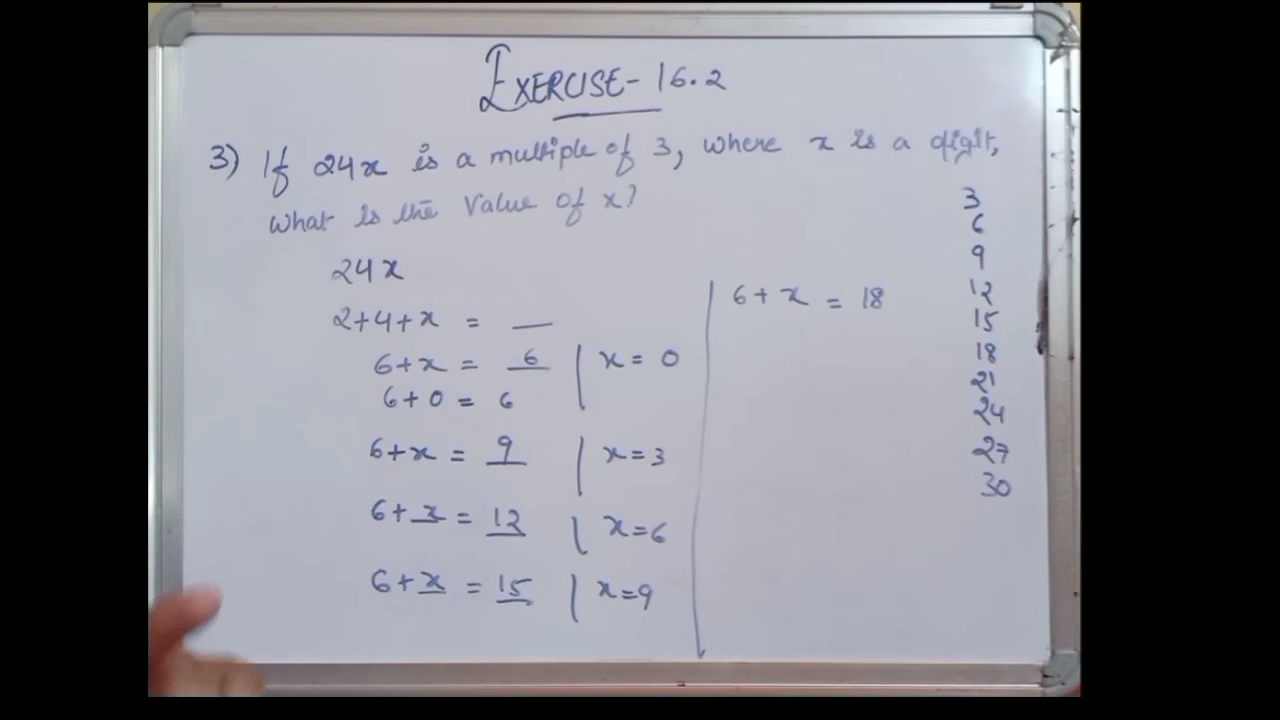 EXERCISE-16.2
3) If 24x is a multiple of 3, where x is a digit,
what is the value of x?
24x
2+4+x = __
6+x = 6 | x = 0
6+0 = 6
6+x = 9 | x=3
6+x = 12 | x=6
6+x = 15 | x=9
6+x = 18
3
6
9
12
15
18
21
24
27
30